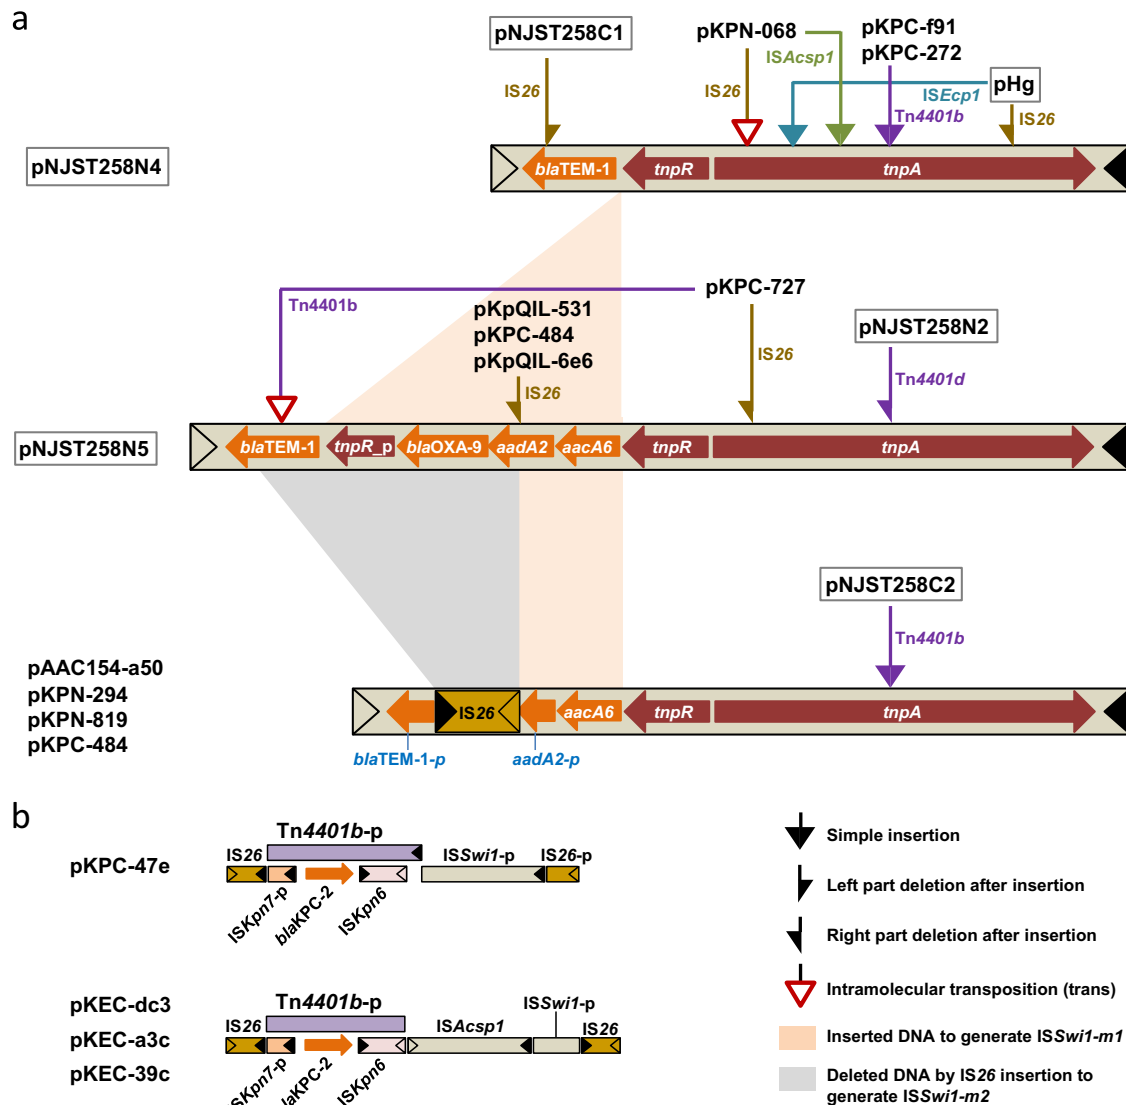 a
pNJST258C1
pKPN-068
pKPC-f91
pKPC-272
ISAcsp1
IS26
IS26
ISEcp1
pHg
Tn4401b
IS26
pNJST258N4
blaTEM-1
tnpR
tnpA
pKPC-727
Tn4401b
pKpQIL-531
pKPC-484
pKpQIL-6e6
pNJST258N2
IS26
IS26
Tn4401d
pNJST258N5
blaTEM-1
tnpR_p
blaOXA-9
aadA2
aacA6
tnpR
tnpA
pNJST258C2
Tn4401b
pAAC154-a50
pKPN-294
pKPN-819
pKPC-484
IS26
aacA6
tnpR
tnpA
blaTEM-1-p
aadA2-p
b
Tn4401b-p
pKPC-47e
IS26
ISSwi1-p
IS26-p
ISKpn7-p
blaKPC-2
ISKpn6
pKEC-dc3
pKEC-a3c
pKEC-39c
Tn4401b-p
ISSwi1-p
IS26
ISAcsp1
IS26
ISKpn7-p
blaKPC-2
ISKpn6
Simple insertion
Left part deletion after insertion
Right part deletion after insertion
Intramolecular transposition (trans)
Inserted DNA to generate ISSwi1-m1
Deleted DNA by IS26 insertion to
generate ISSwi1-m2